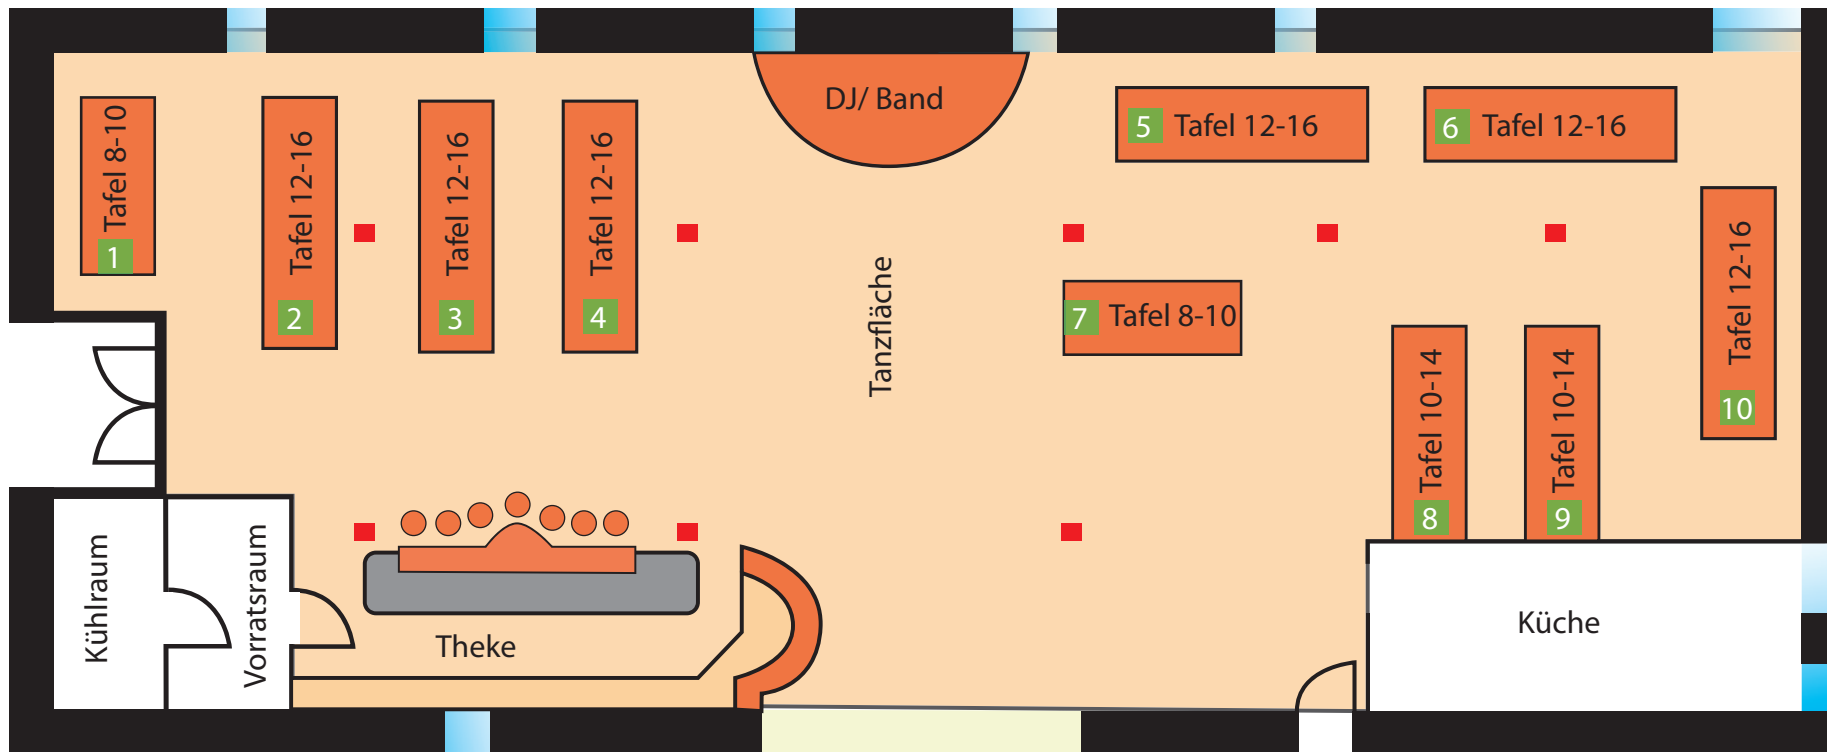 Tafel 8-10
1
Tafel 12-16
2
Tafel 12-16
3
Tafel 12-16
4
DJ/ Band
5 Tafel 12-16
6 Tafel 12-16
Tanzfläche
7 Tafel 8-10
Tafel 10-14
8
Tafel 10-14
9
Tafel 12-16
10
Kühlraum
Vorratsraum
Theke
Küche